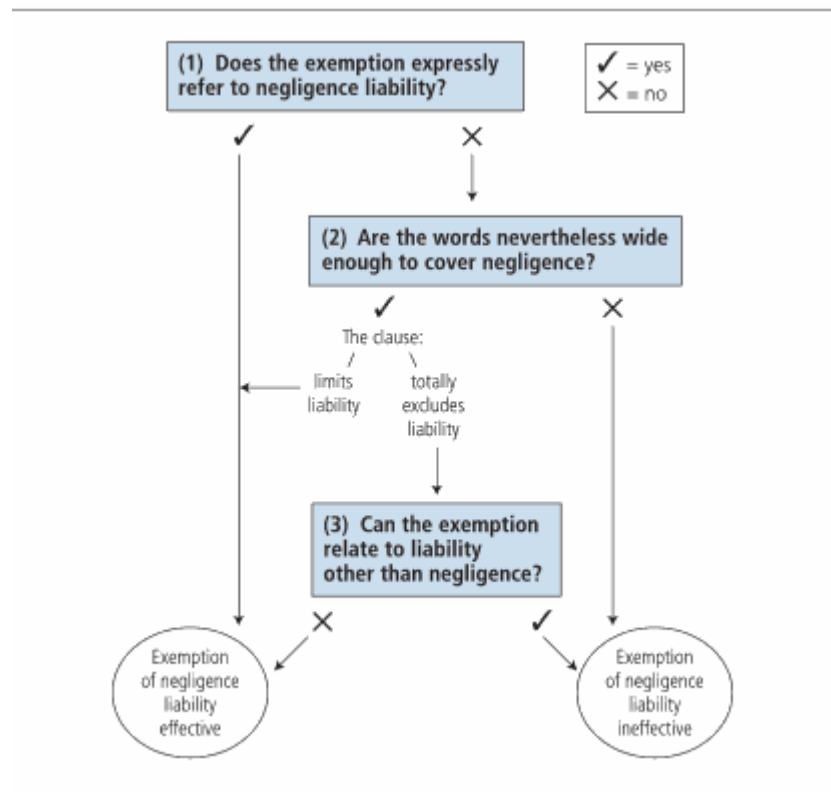 (1) Does the exemption expressly
refer to negligence liability?
✓ = yes
✕ = no
✓
✕
(2) Are the words nevertheless wide
enough to cover negligence?
✓
✕
The clause:
limits
liability
totally
excludes
liability
(3) Can the exemption
relate to liability
other than negligence?
✕
✓
Exemption
of negligence
liability
effective
Exemption
of negligence
liability
ineffective